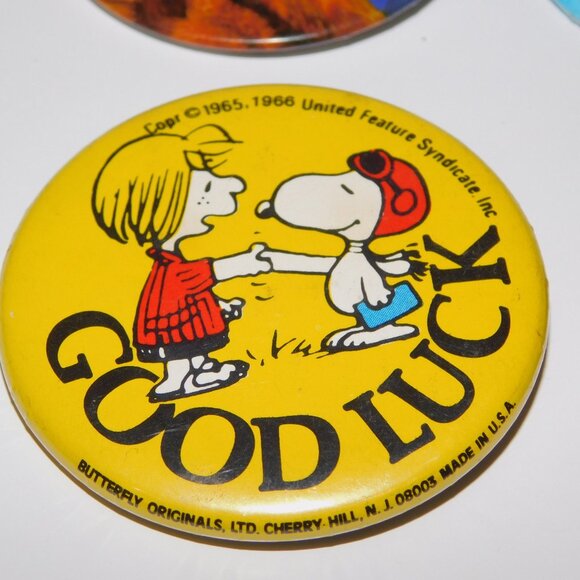 Copr © 1965, 1966 United Feature Syndicate, Inc
GOOD LUCK
BUTTERFLY ORIGINALS, LTD. CHERRY HILL, N. J. 08003 MADE IN U.S.A.